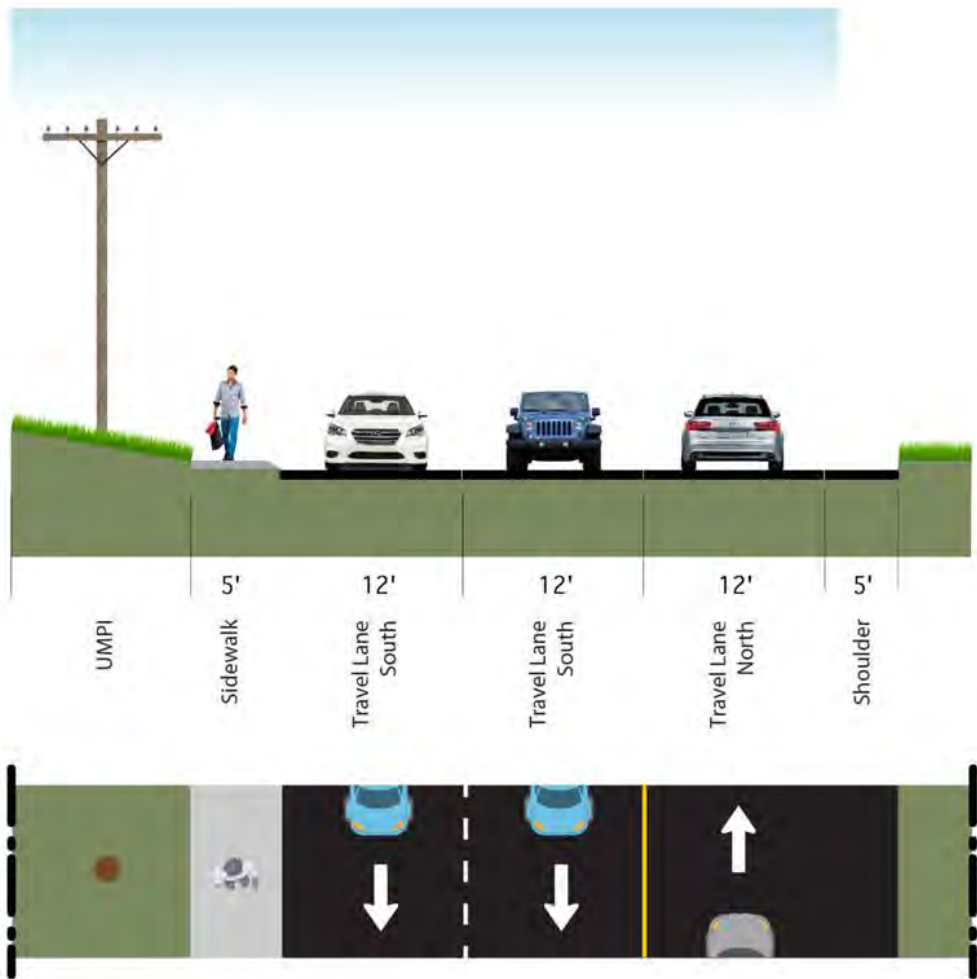 5'
12'
12'
12'
5'
UMPI
Sidewalk
Travel Lane
South
Travel Lane
South
Travel Lane
North
Shoulder